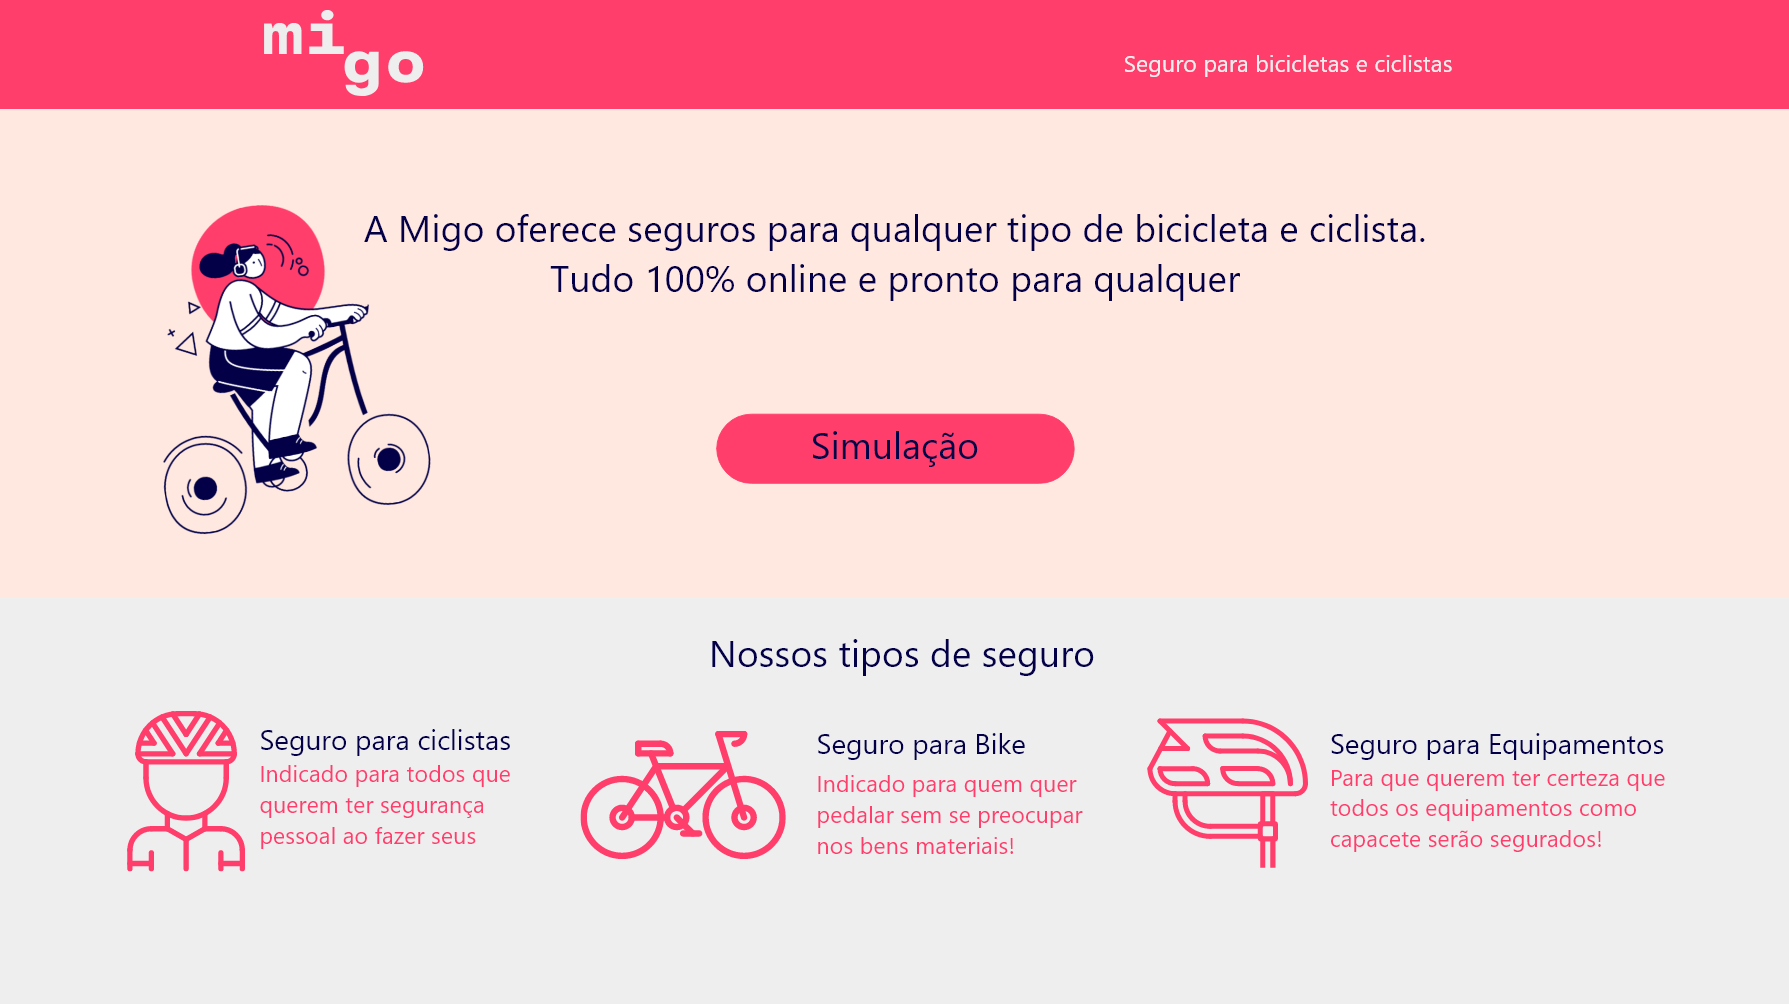 migo
Seguro para bicicletas e ciclistas
A Migo oferece seguros para qualquer tipo de bicicleta e ciclista.
Tudo 100% online e pronto para qualquer
Simulação
Nossos tipos de seguro
Seguro para ciclistas
Indicado para todos que
querem ter segurança
pessoal ao fazer seus
Seguro para Bike
Indicado para quem quer
pedalar sem se preocupar
nos bens materiais!
Seguro para Equipamentos
Para que querem ter certeza que
todos os equipamentos como
capacete serão segurados!